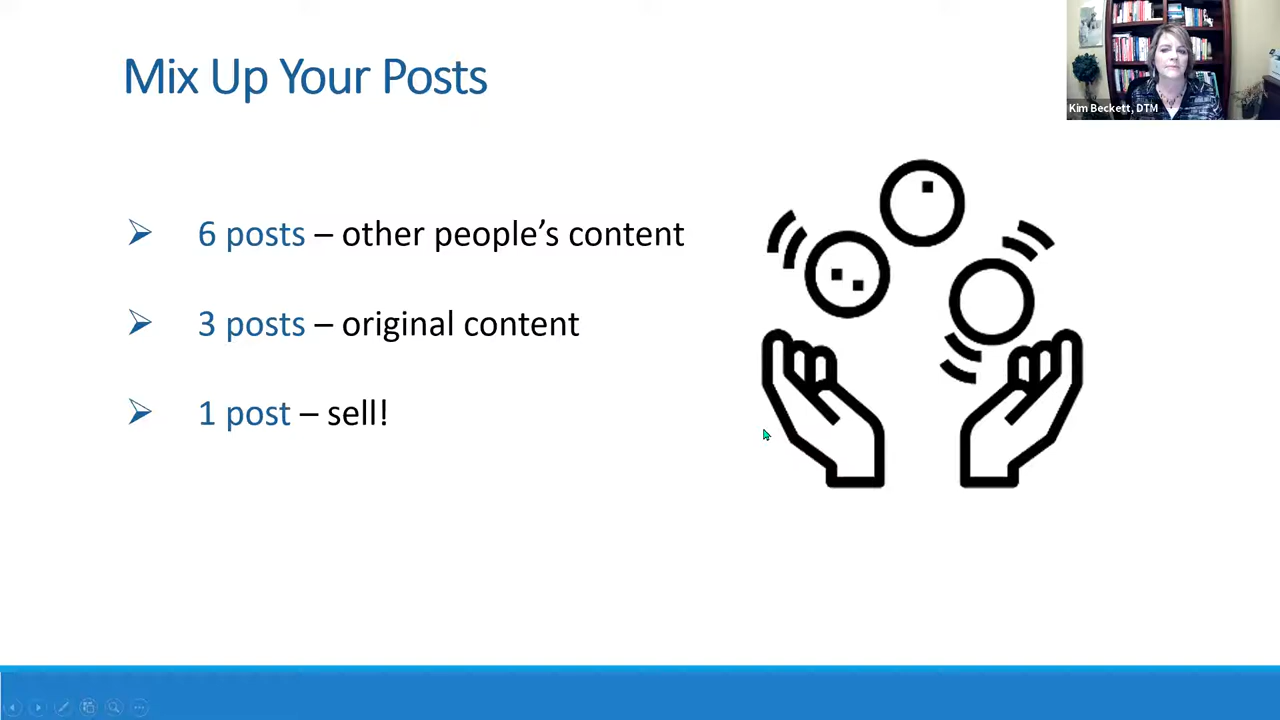 Mix Up Your Posts
Kim Beckett, DTM
6 posts – other people’s content
3 posts – original content
1 post – sell!